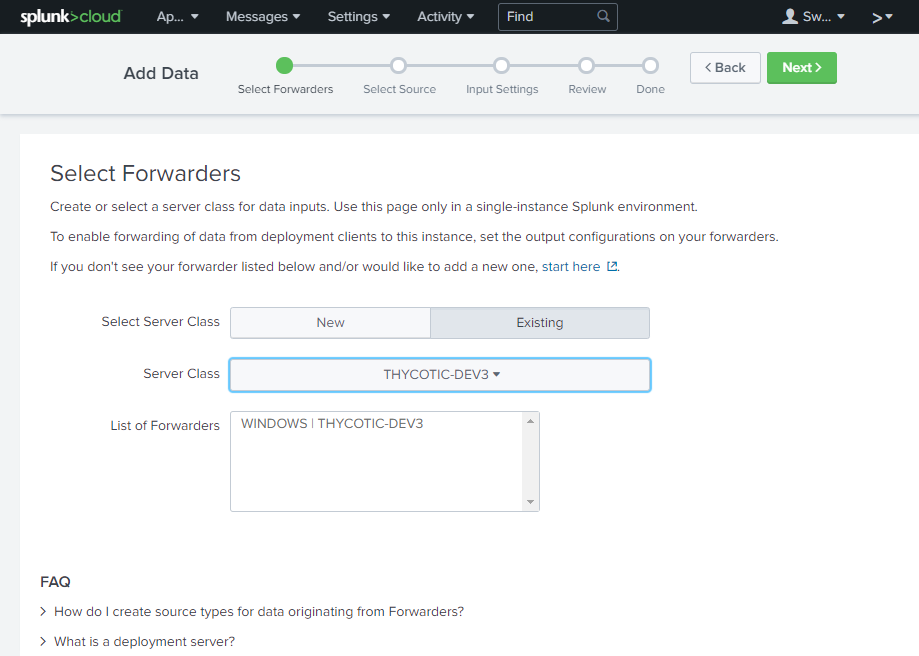 splunk>cloud Ap... Messages Settings Activity Find Sw... >
Add Data
Select Forwarders Select Source Input Settings Review Done
< Back Next >
Select Forwarders
Create or select a server class for data inputs. Use this page only in a single-instance Splunk environment.
To enable forwarding of data from deployment clients to this instance, set the output configurations on your forwarders.
If you don't see your forwarder listed below and/or would like to add a new one, start here .
Select Server Class New Existing
Server Class THYCOTIC-DEV3
List of Forwarders WINDOWS | THYCOTIC-DEV3
FAQ
> How do I create source types for data originating from Forwarders?
> What is a deployment server?